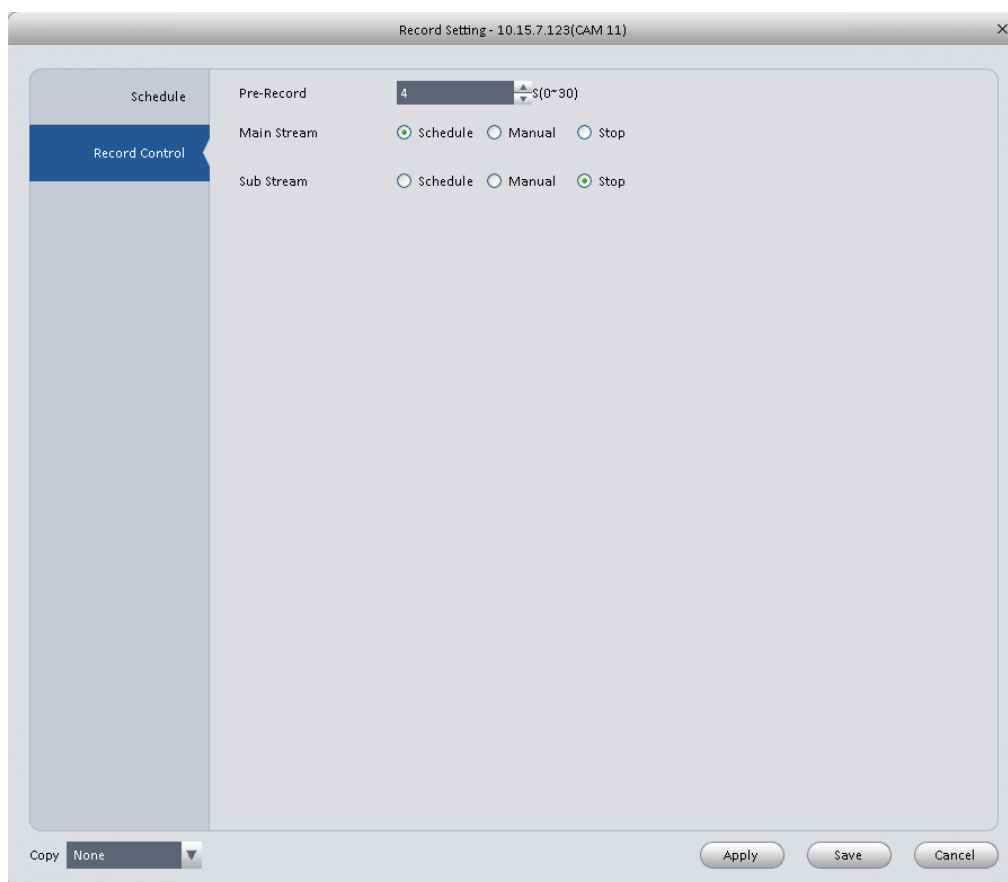 Record Setting - 10.15.7.123(CAM 11)
Schedule
Record Control
Pre-Record 4 S(0~30)
Main Stream Schedule Manual Stop
Sub Stream Schedule Manual Stop
Copy None Apply Save Cancel